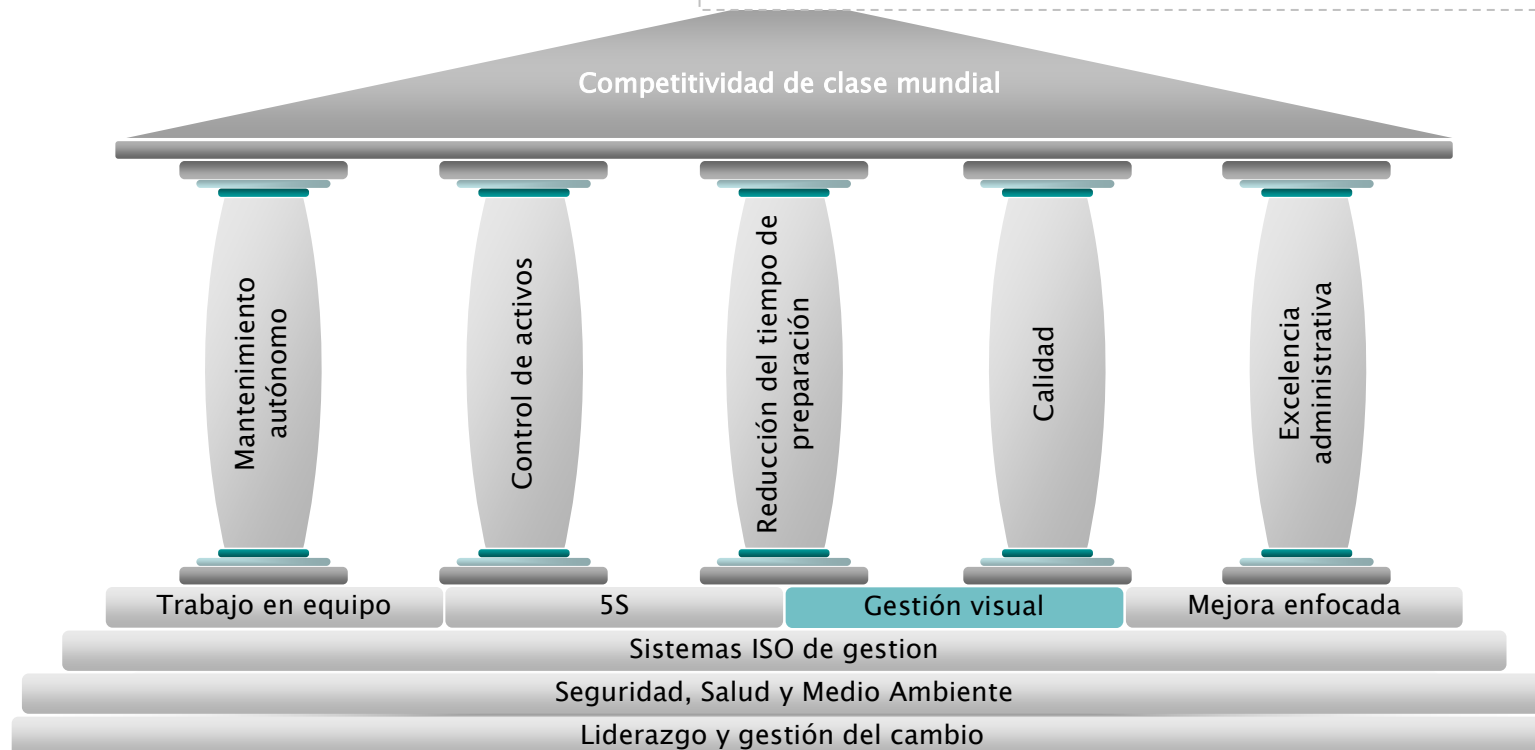 Competitividad de clase mundial
Mantenimiento
autónomo
Control de activos
Reducción del tiempo de
preparación
Calidad
Excelencia
administrativa
Trabajo en equipo
5S
Gestión visual
Mejora enfocada
Sistemas ISO de gestion
Seguridad, Salud y Medio Ambiente
Liderazgo y gestión del cambio